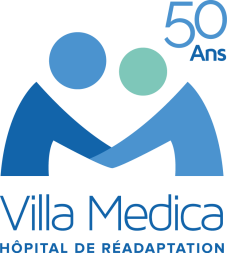 50
Ans
Villa Medica
HÔPITAL DE RÉADAPTATION